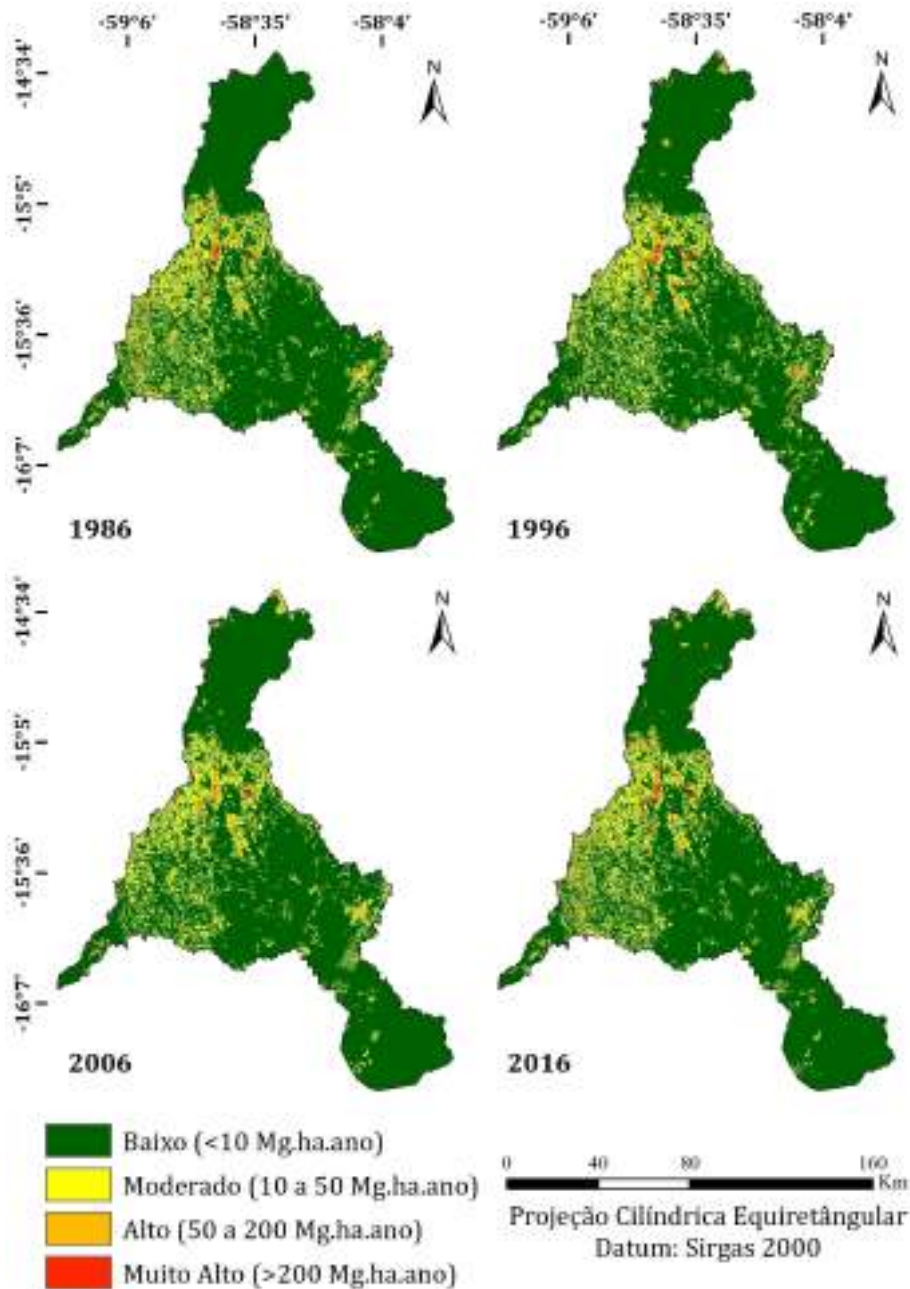 -59°6' -58°35' -58°4' -59°6' -58°35' -58°4'
-14°34'
N N
-15°5'
-15°36'
-16°7'
1986 1996
-14°34'
N N
-15°5'
-15°36'
-16°7'
2006 2016
Baixo (<10 Mg.ha.ano)
Moderado (10 a 50 Mg.ha.ano)
Alto (50 a 200 Mg.ha.ano)
Muito Alto (>200 Mg.ha.ano)
0 40 80 160
Km
Projeção Cilíndrica Equiretângular
Datum: Sirgas 2000